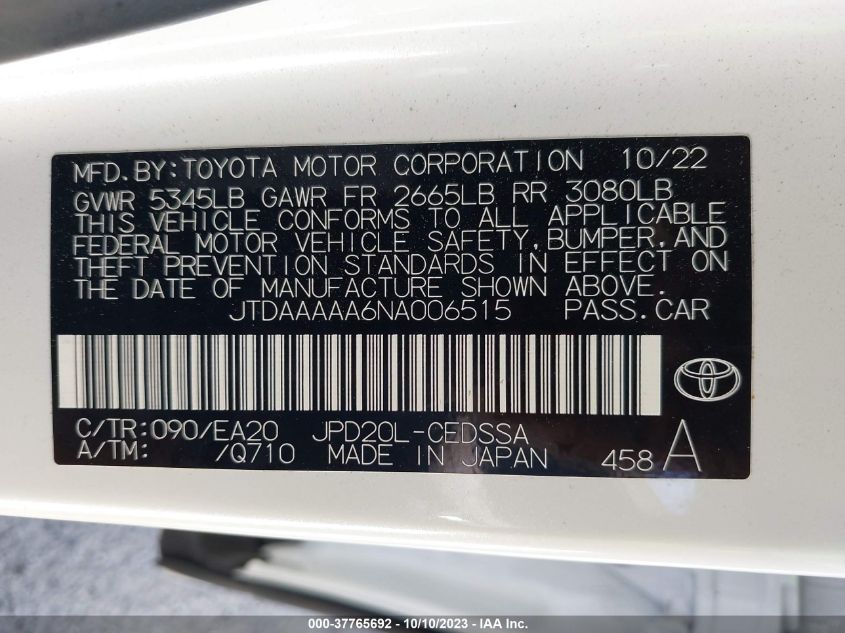 MFD. BY: TOYOTA MOTOR CORPORATION 10/22
GVWR 5345LB GAWR FR 2665LB RR 3080LB
THIS VEHICLE CONFORMS TO ALL APPLICABLE
FEDERAL MOTOR VEHICLE SAFETY, BUMPER, AND
THEFT PREVENTION STANDARDS IN EFFECT ON
THE DATE OF MANUFACTURE SHOWN ABOVE.
JTDAAAAA6NA006515 PASS. CAR
C/TR: 090/EA20 JPD20L-CEDSSA
A/TM: /Q710 MADE IN JAPAN 458 A
000-37765692 - 10/10/2023 - IAA Inc.